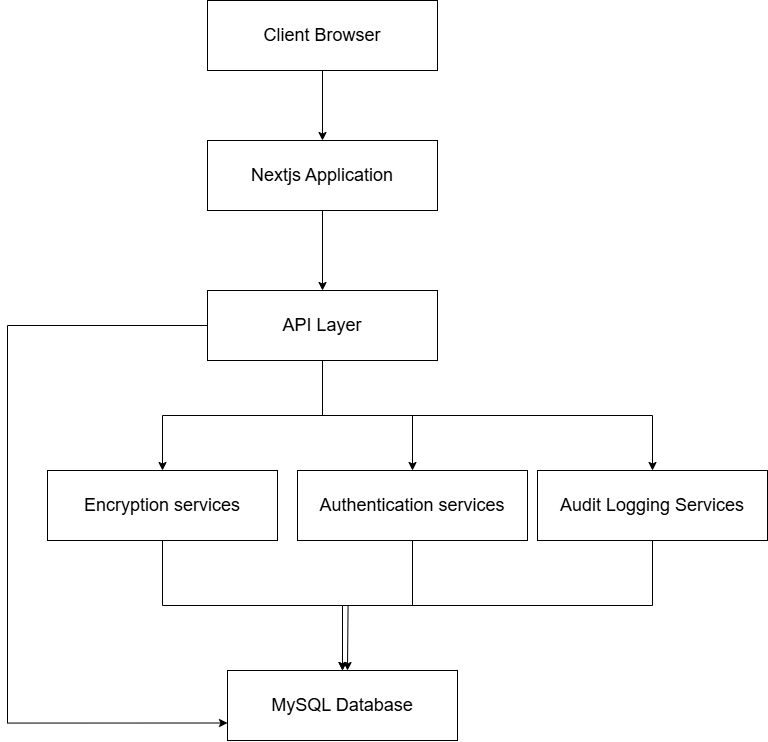 Client Browser
Nextjs Application
API Layer
Encryption services
Authentication services
Audit Logging Services
MySQL Database